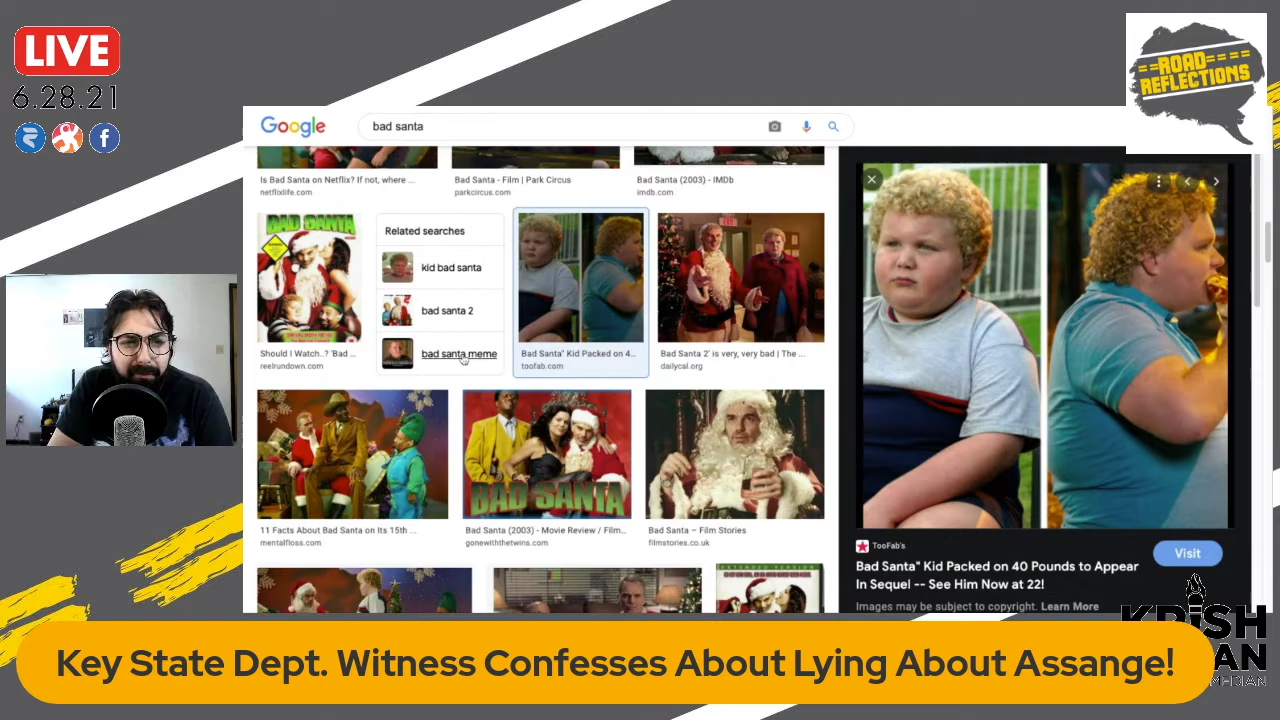 LIVE
6.28.21
==ROAD==
REFLECTIONS
Google
bad santa
Is Bad Santa on Netflix? If not, where ...
netflixlife.com
Bad Santa - Film | Park Circus
parkcircus.com
Bad Santa (2003) - IMDb
imdb.com
BAD SANTA
Should I Watch..? 'Bad ...
reelrundown.com
Related searches
kid bad santa
bad santa 2
bad santa meme
Bad Santa" Kid Packed on 4...
toofab.com
Bad Santa 2' is very, very bad | The ...
dailycal.org
11 Facts About Bad Santa on Its 15th ...
mentalfloss.com
BAD SANTA
Bad Santa (2003) - Movie Review / Film...
gonewiththetwins.com
Bad Santa – Film Stories
filmstories.co.uk
TooFab's
Visit
Bad Santa" Kid Packed on 40 Pounds to Appear
In Sequel -- See Him Now at 22!
Images may be subject to copyright. Learn More
Key State Dept. Witness Confesses About Lying About Assange!